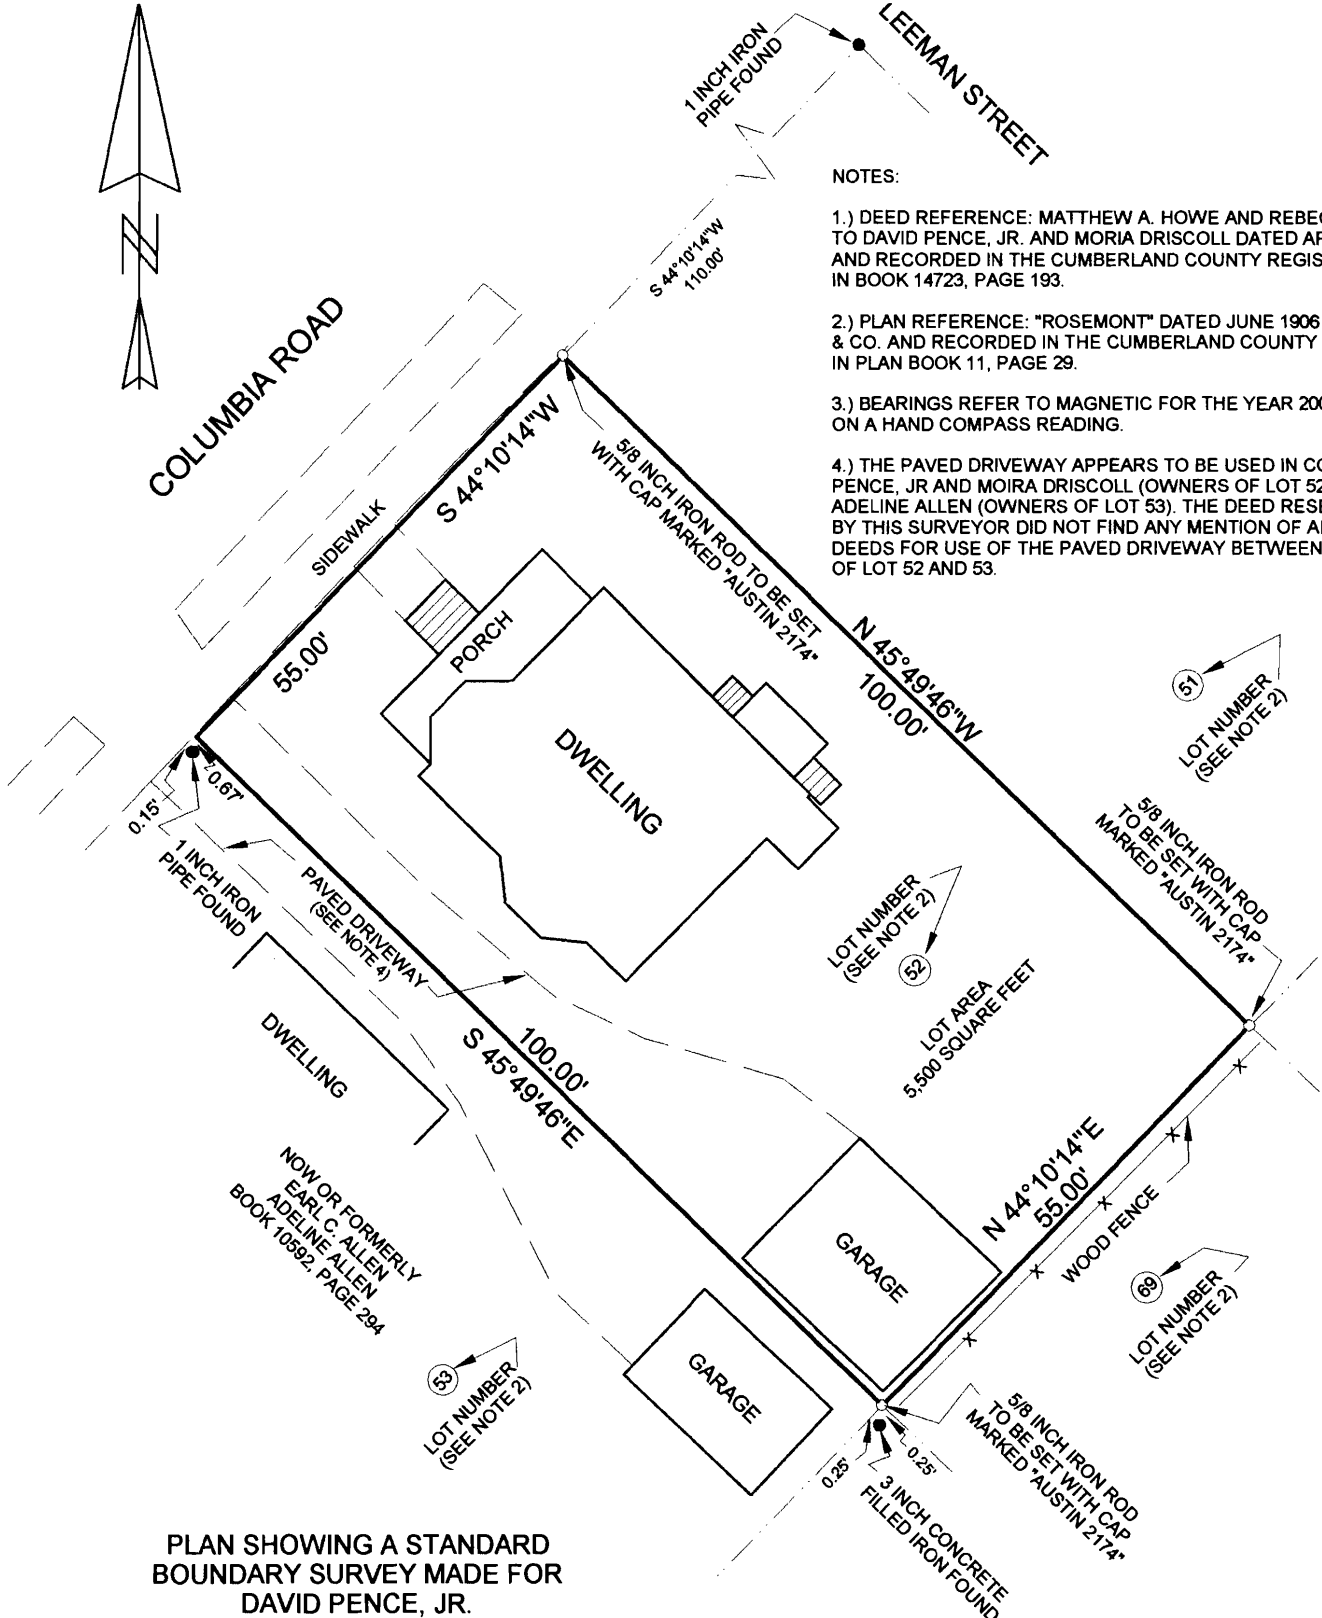 1 INCH IRON
PIPE FOUND
LEEMAN STREET
N
NOTES:
1.) DEED REFERENCE: MATTHEW A. HOWE AND
TO DAVID PENCE, JR. AND MORIA DRISCOLL DATED
AND RECORDED IN THE CUMBERLAND COUNTY
IN BOOK 14723, PAGE 193.
2.) PLAN REFERENCE: "ROSEMONT" DATED JUNE 1906
& CO. AND RECORDED IN THE CUMBERLAND COUNTY
IN PLAN BOOK 11, PAGE 29.
3.) BEARINGS REFER TO MAGNETIC FOR THE YEAR
ON A HAND COMPASS READING.
4.) THE PAVED DRIVEWAY APPEARS TO BE USED IN
PENCE, JR AND MOIRA DRISCOLL (OWNERS OF LOT 52
ADELINE ALLEN (OWNERS OF LOT 53). THE DEED
BY THIS SURVEYOR DID NOT FIND ANY MENTION OF
DEEDS FOR USE OF THE PAVED DRIVEWAY BETWEEN
OF LOT 52 AND 53.
S 44°10'14"W
110.00'
COLUMBIA ROAD
SIDEWALK
S 44°10'14"W
55.00'
5/8 INCH IRON ROD TO BE SET
WITH CAP MARKED "AUSTIN 2174"
PORCH
DWELLING
N 45°49'46"W
100.00'
51
LOT NUMBER
(SEE NOTE 2)
5/8 INCH IRON ROD
TO BE SET WITH CAP
MARKED "AUSTIN 2174"
0.67'
0.15'
1 INCH IRON
PIPE FOUND
PAVED DRIVEWAY
(SEE NOTE 4)
LOT NUMBER
(SEE NOTE 2)
52
LOT AREA
5,500 SQUARE FEET
DWELLING
100.00'
S 45°49'46"E
NOW OR FORMERLY
EARL C. ALLEN
ADELINE ALLEN
BOOK 10592, PAGE 294
GARAGE
N 44°10'14"E
55.00'
WOOD FENCE
69
LOT NUMBER
(SEE NOTE 2)
53
LOT NUMBER
(SEE NOTE 2)
GARAGE
5/8 INCH IRON ROD
TO BE SET WITH CAP
MARKED "AUSTIN 2174"
0.25'
0.25'
3 INCH CONCRETE
FILLED IRON FOUND
PLAN SHOWING A STANDARD
BOUNDARY SURVEY MADE FOR
DAVID PENCE, JR.